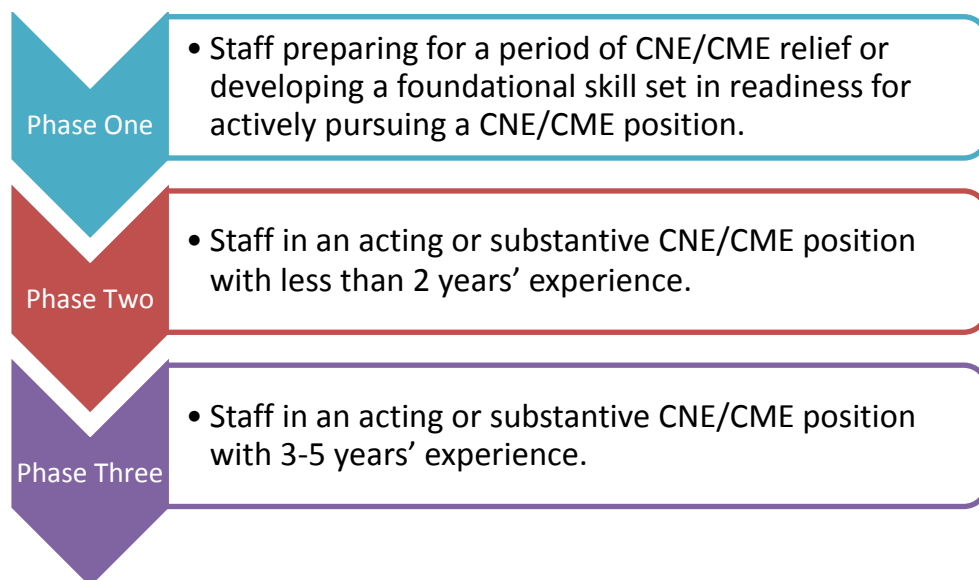 Phase One
• Staff preparing for a period of CNE/CME relief or
developing a foundational skill set in readiness for
actively pursuing a CNE/CME position.
Phase Two
• Staff in an acting or substantive CNE/CME position
with less than 2 years’ experience.
Phase Three
• Staff in an acting or substantive CNE/CME position
with 3-5 years’ experience.